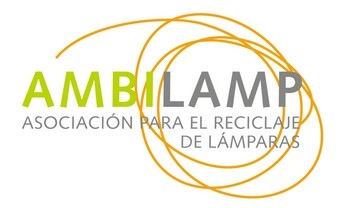 AMBILAMP
ASOCIACIÓN PARA EL RECICLAJE
DE LÁMPARAS